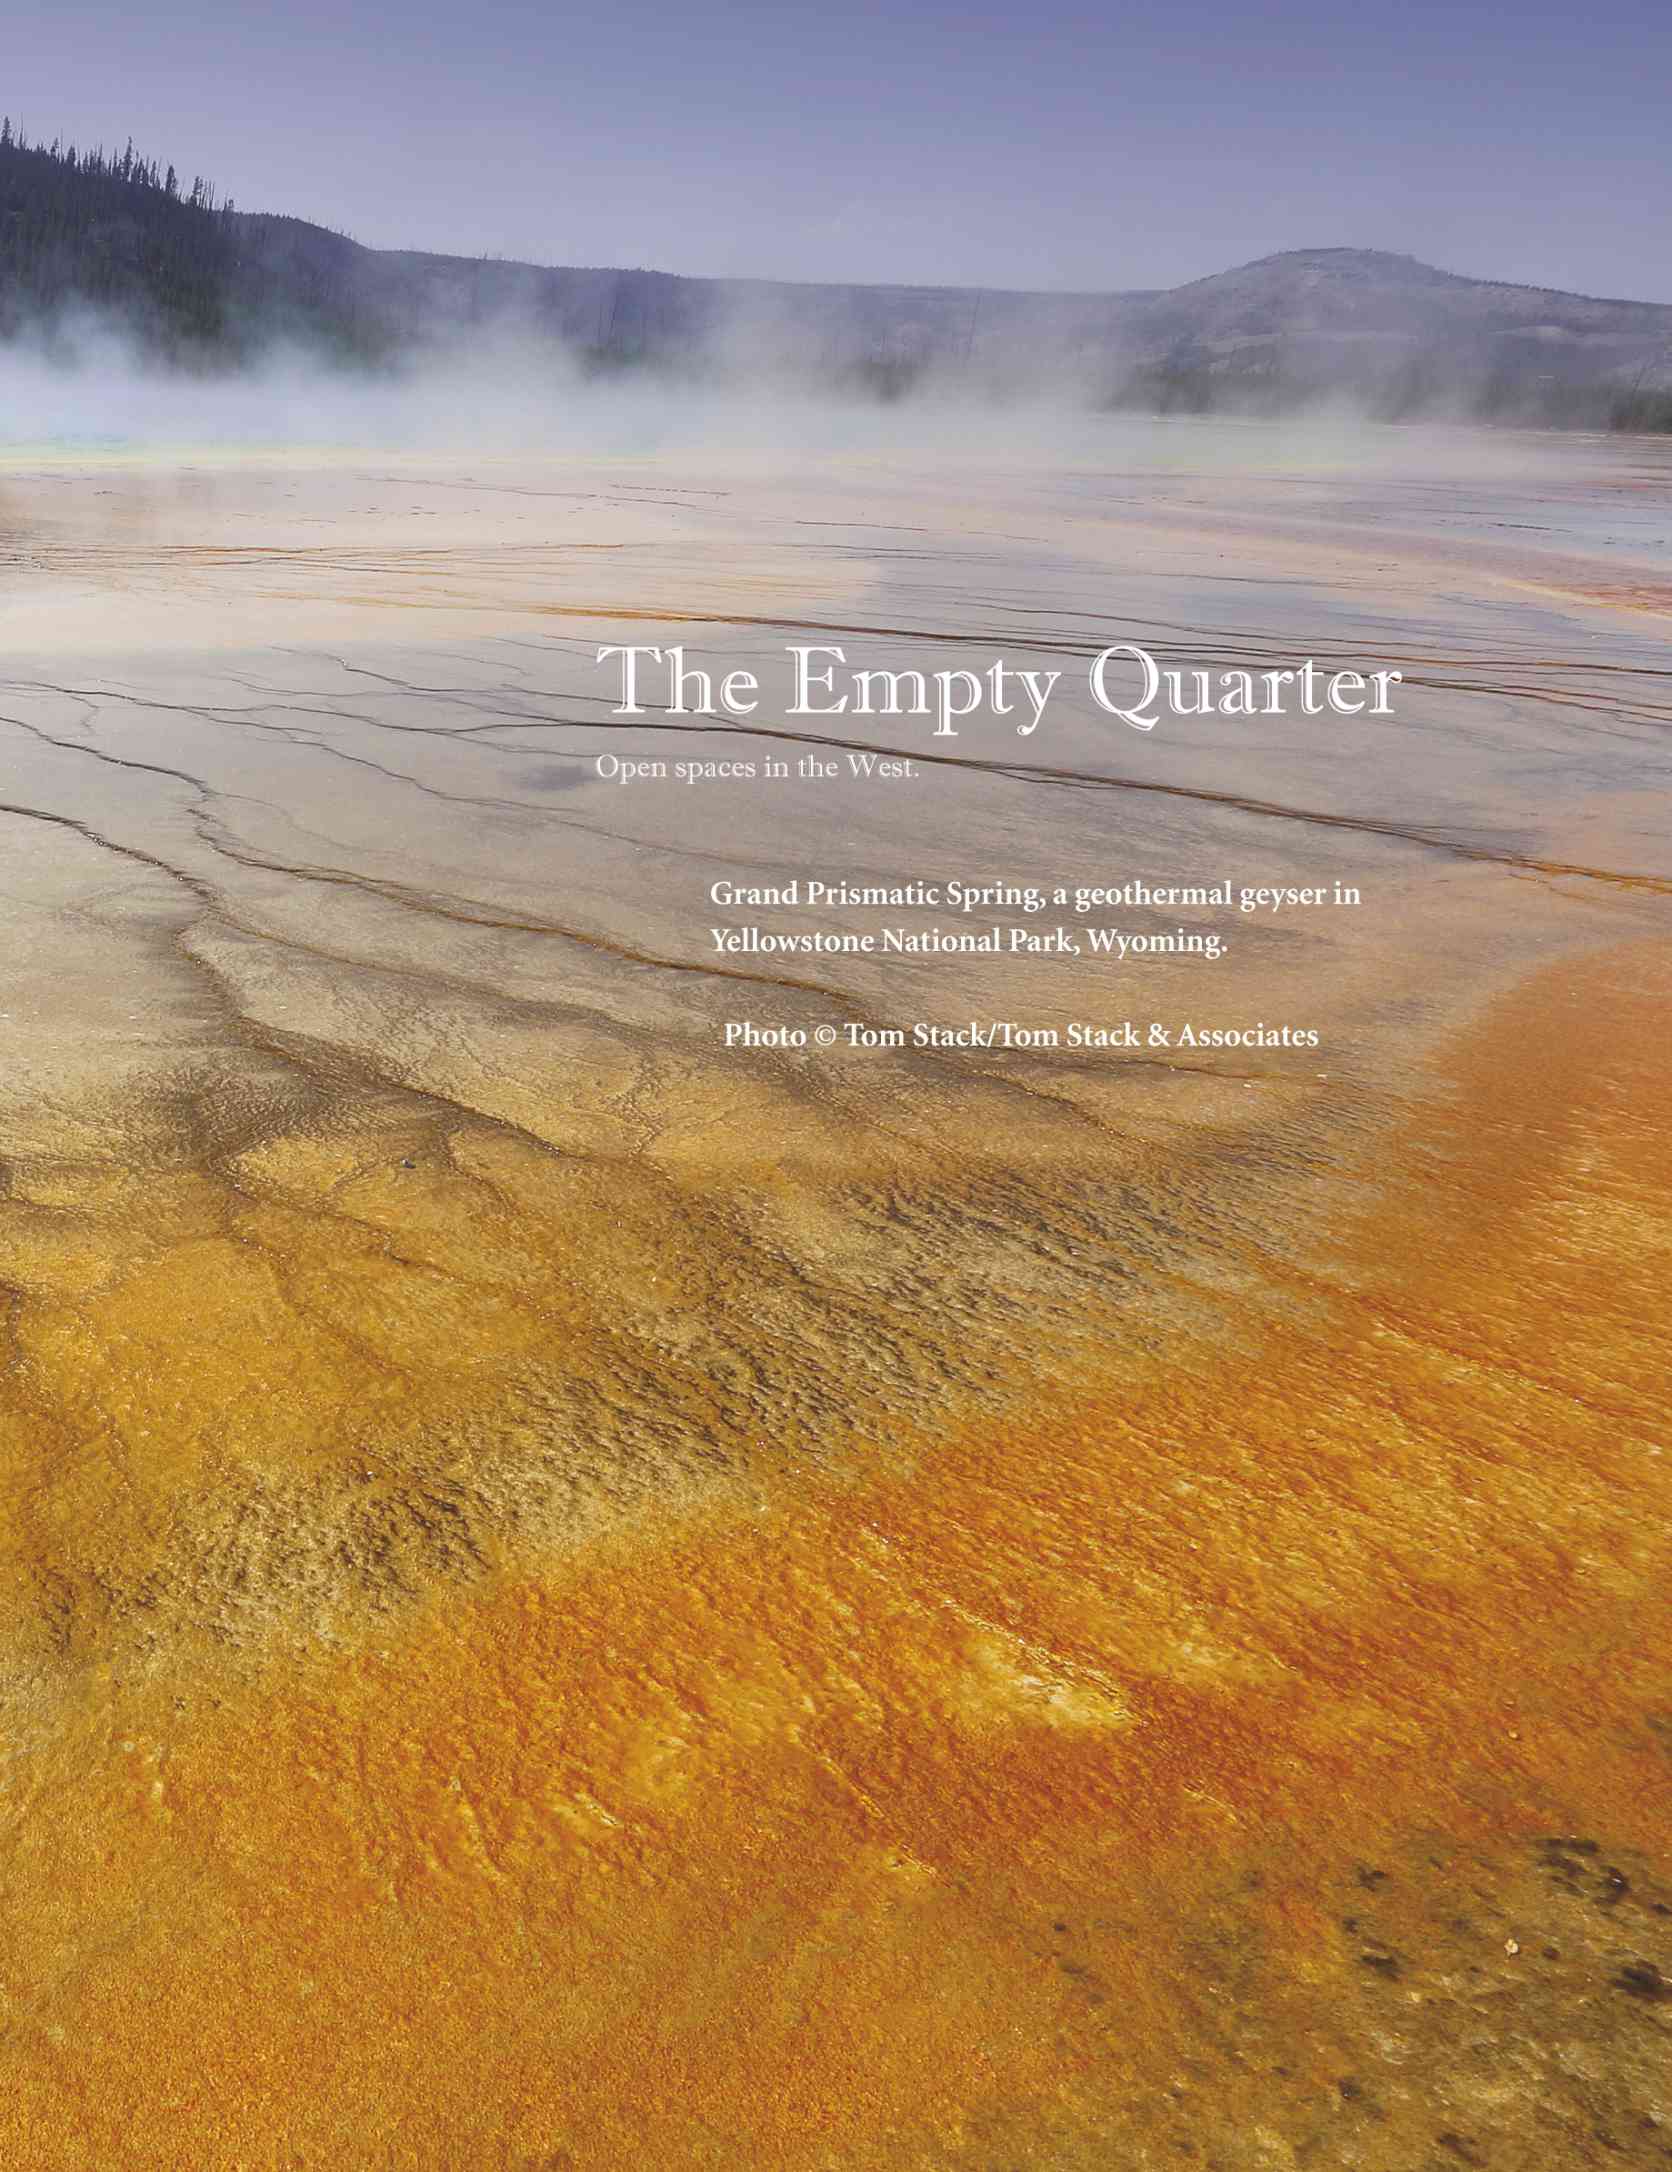 The Empty Quarter
Open spaces in the West.
Grand Prismatic Spring, a geothermal geyser in
Yellowstone National Park, Wyoming.
Photo © Tom Stack/Tom Stack & Associates